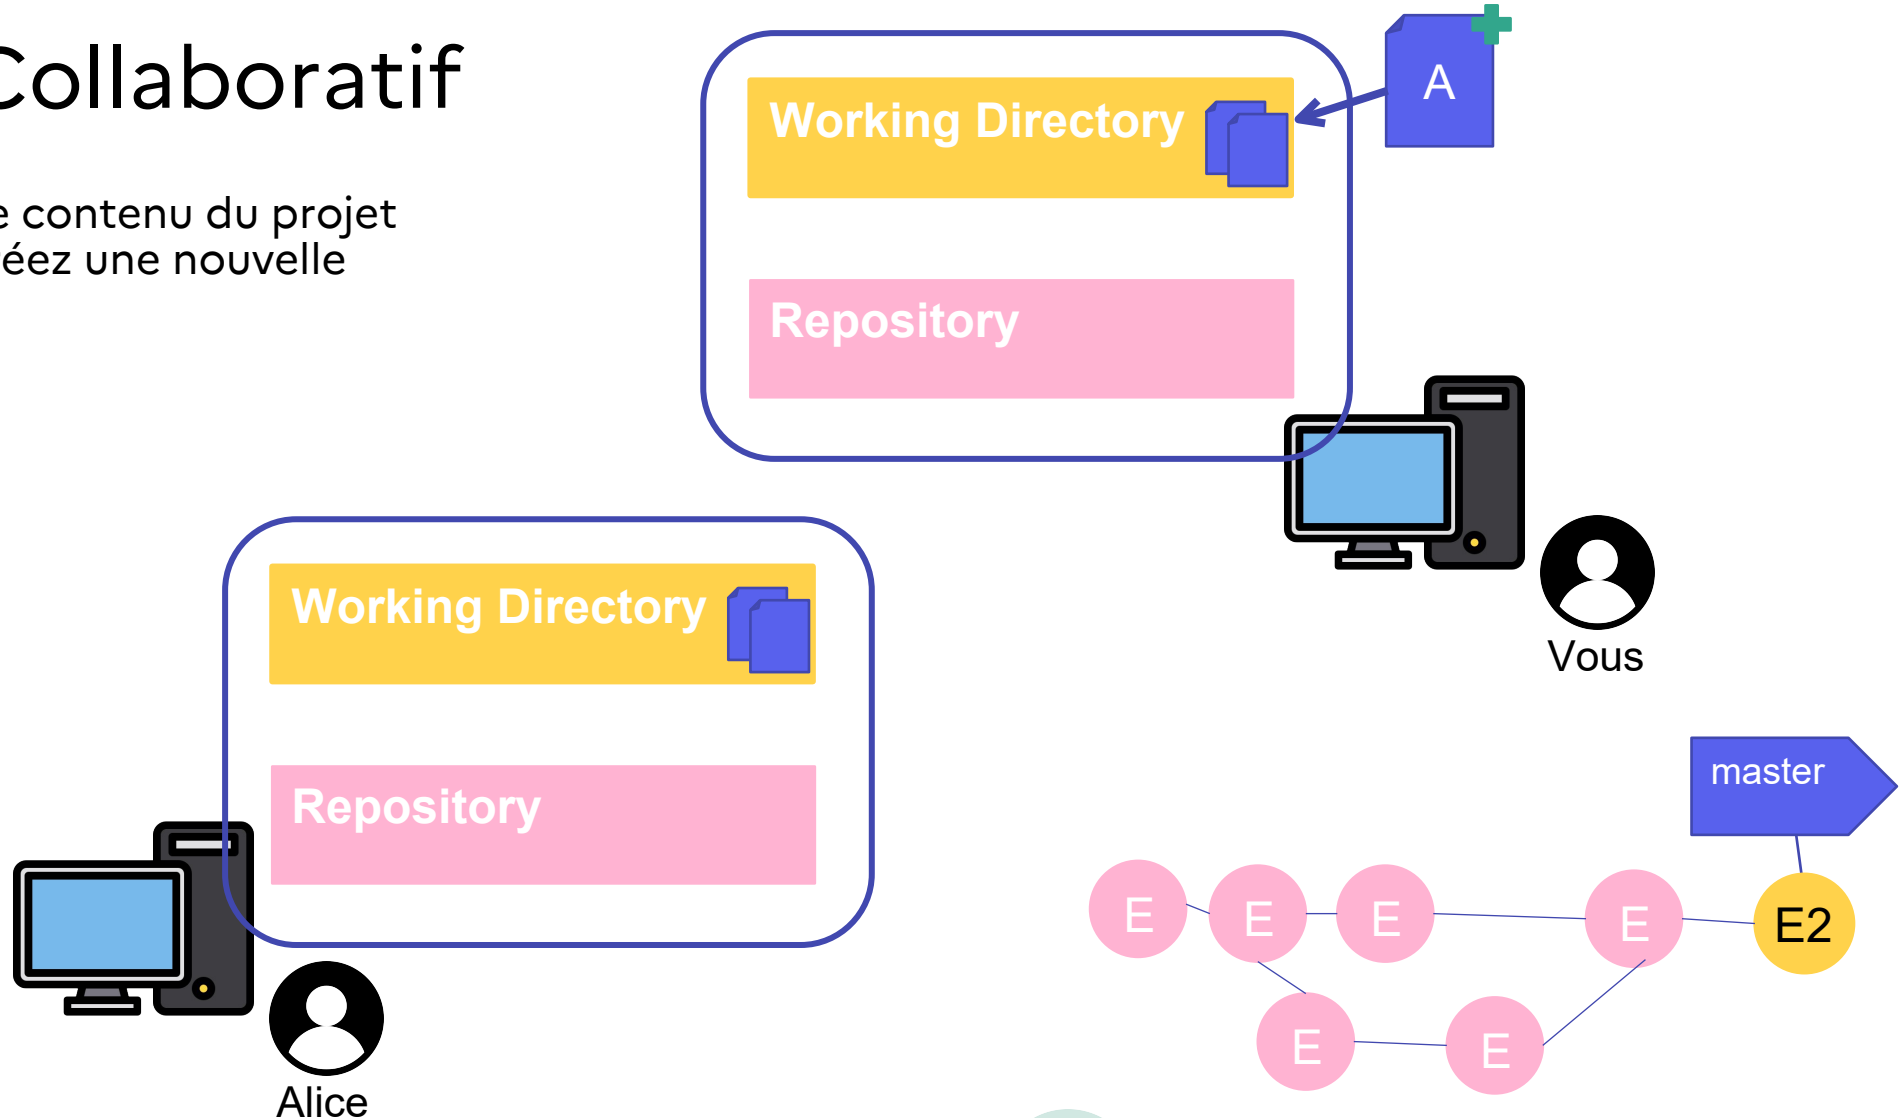 Collaboratif
e contenu du projet
éez une nouvelle
A
Working Directory
Repository
Vous
Working Directory
Repository
Alice
master
E E E E E2
E E